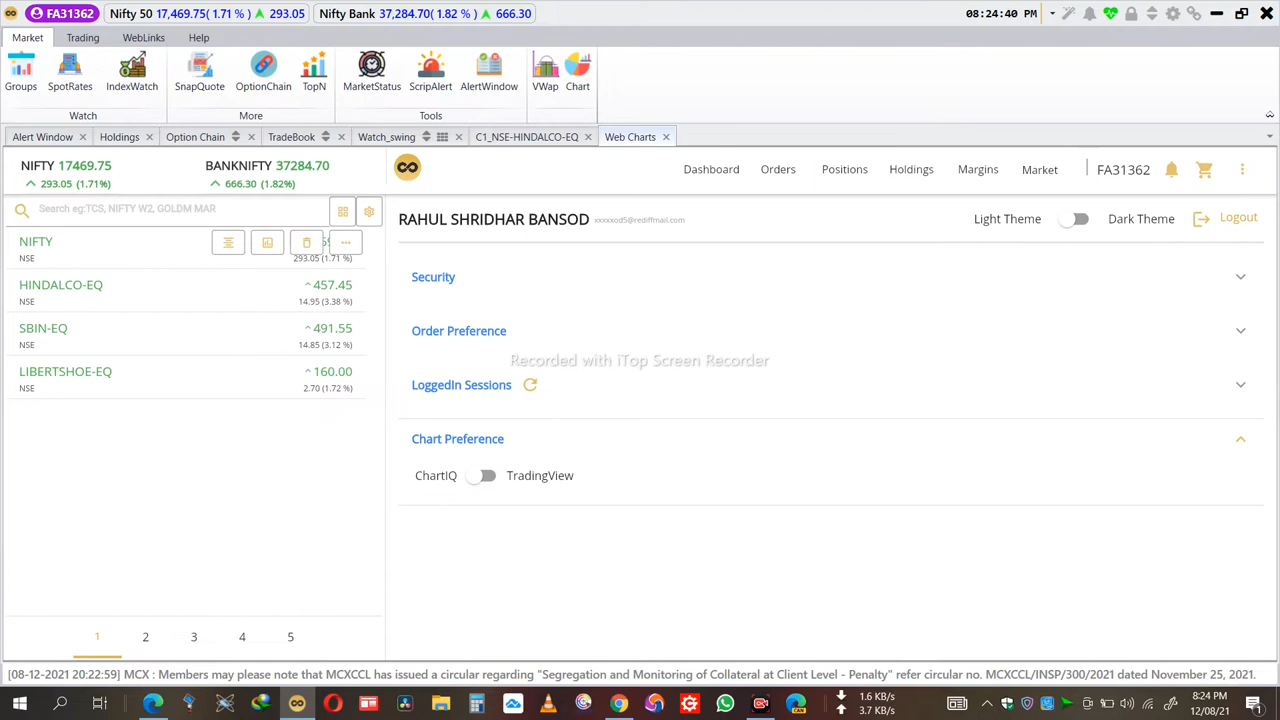 FA31362 Nifty 50 17,469.75( 1.71 % ) 293.05 Nifty Bank 37,284.70( 1.82 % ) 666.30 08:24:40 PM
Market Trading WebLinks Help
Groups SpotRates IndexWatch SnapQuote OptionChain TopN MarketStatus ScripAlert AlertWindow VWap Chart
Watch More Tools
Alert Window Holdings Option Chain TradeBook Watch_swing C1_NSE-HINDALCO-EQ Web Charts
NIFTY 17469.75 BANKNIFTY 37284.70
293.05 (1.71%) 666.30 (1.82%)
Dashboard Orders Positions Holdings Margins Market FA31362
Search eg:TCS, NIFTY W2, GOLDM MAR
RAHUL SHRIDHAR BANSOD xxxxxod5@rediffmail.com Light Theme Dark Theme Logout
NIFTY
NSE 293.05 (1.71 %)
HINDALCO-EQ 457.45
NSE 14.95 (3.38 %)
SBIN-EQ 491.55
NSE 14.85 (3.12 %)
LIBERTSHOE-EQ 160.00
NSE 2.70 (1.72 %)
Security
Order Preference
Recorded with iTop Screen Recorder
LoggedIn Sessions
Chart Preference
ChartIQ TradingView
1 2 3 4 5
[08-12-2021 20:22:59] MCX : Members may please note that MCXCCL has issued a circular regarding "Segregation and Monitoring of Collateral at Client Level - Penalty" refer circular no. MCXCCL/INSP/300/2021 dated November 25, 2021.
1.6 KB/s
3.7 KB/s
8:24 PM
12/08/21